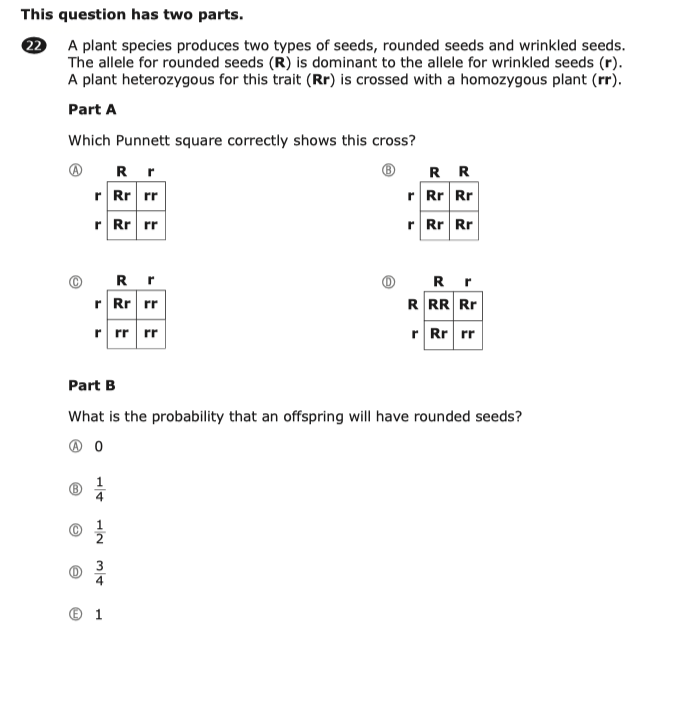 This question has two parts.
22 A plant species produces two types of seeds, rounded seeds and wrinkled seeds.
The allele for rounded seeds (R) is dominant to the allele for wrinkled seeds (r).
A plant heterozygous for this trait (Rr) is crossed with a homozygous plant (rr).
Part A
Which Punnett square correctly shows this cross?
Ⓐ R r
r Rr rr
r Rr rr
Ⓑ R R
r Rr Rr
r Rr Rr
Ⓒ R r
r Rr rr
r rr rr
Ⓓ R r
R RR Rr
r Rr rr
Part B
What is the probability that an offspring will have rounded seeds?
Ⓐ 0
Ⓑ 1/4
Ⓒ 1/2
Ⓓ 3/4
Ⓔ 1